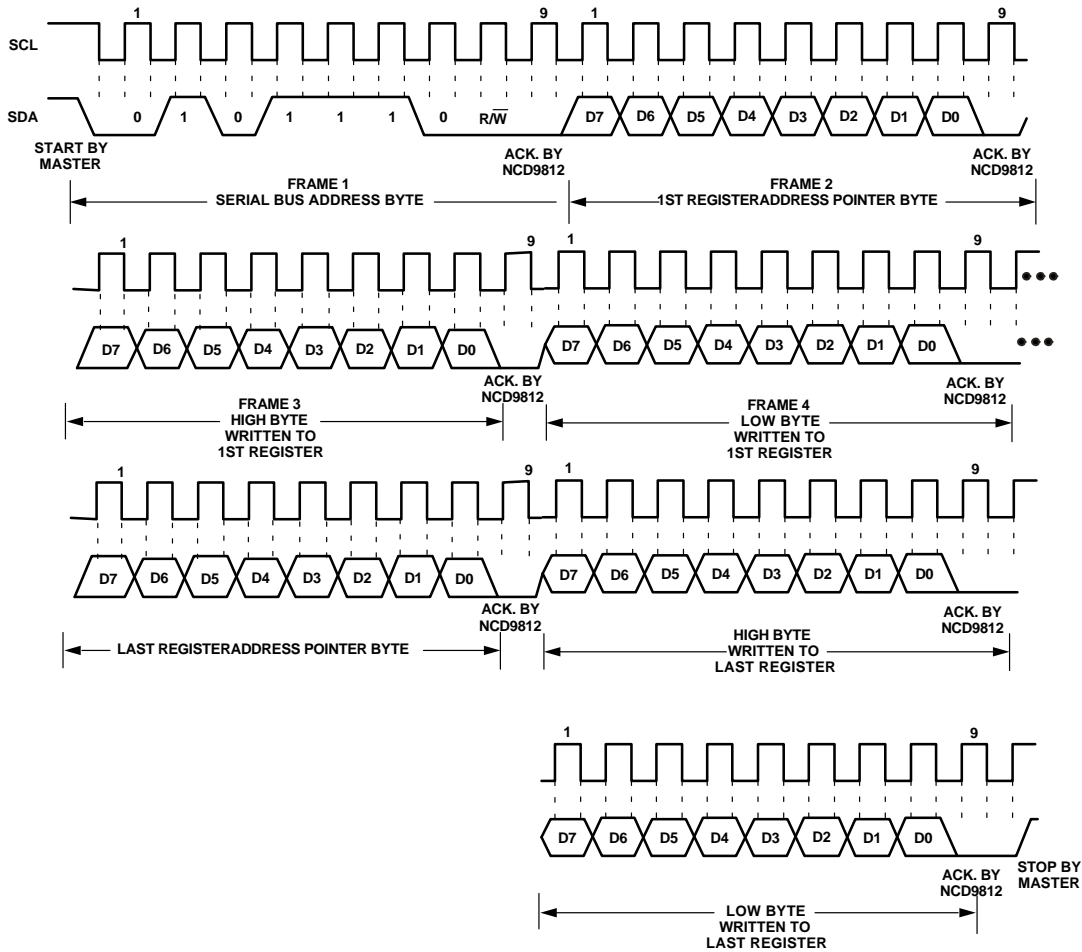 1 9 1 9
SCL
SDA 0 1 0 1 1 1 0 R/W D7 D6 D5 D4 D3 D2 D1 D0
START BY MASTER
ACK. BY NCD9812
ACK. BY NCD9812
FRAME 1
SERIAL BUS ADDRESS BYTE
FRAME 2
1ST REGISTERADDRESS POINTER BYTE
1 9 1 9
D7 D6 D5 D4 D3 D2 D1 D0 D7 D6 D5 D4 D3 D2 D1 D0
ACK. BY NCD9812
ACK. BY NCD9812
FRAME 3
HIGH BYTE
WRITTEN TO
1ST REGISTER
FRAME 4
LOW BYTE
WRITTEN TO
1ST REGISTER
1 9 1 9
D7 D6 D5 D4 D3 D2 D1 D0 D7 D6 D5 D4 D3 D2 D1 D0
ACK. BY NCD9812
ACK. BY NCD9812
LAST REGISTERADDRESS POINTER BYTE
HIGH BYTE
WRITTEN TO
LAST REGISTER
1 9
D7 D6 D5 D4 D3 D2 D1 D0
ACK. BY NCD9812
STOP BY MASTER
LOW BYTE
WRITTEN TO
LAST REGISTER